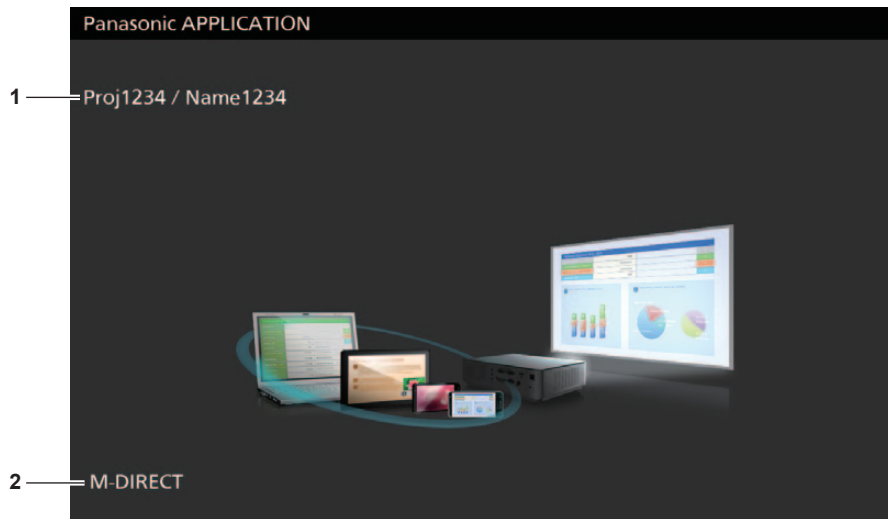 Panasonic APPLICATION
1
Proj1234 / Name1234
2
M-DIRECT